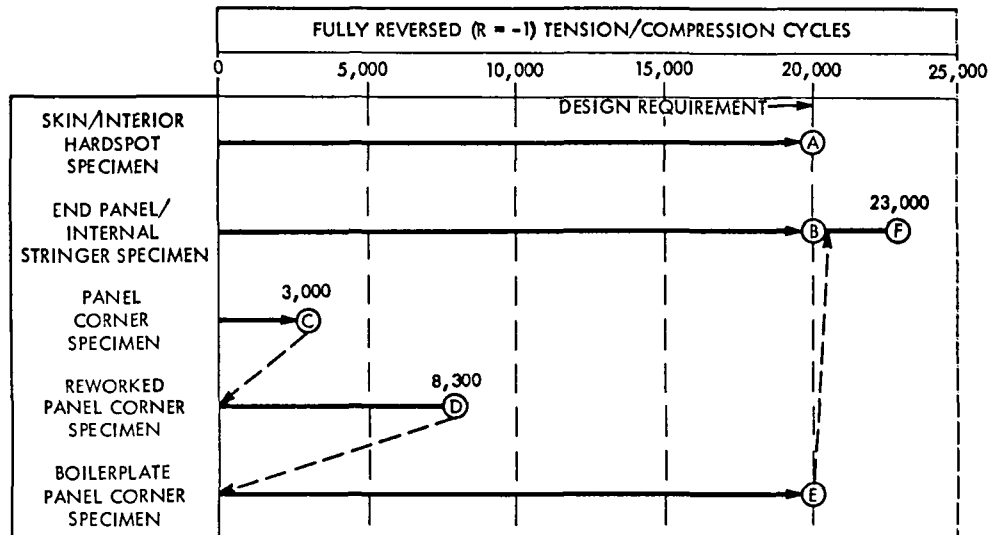 FULLY REVERSED (R = -1) TENSION/COMPRESSION CYCLES
0 5,000 10,000 15,000 20,000 25,000
DESIGN REQUIREMENT
SKIN/INTERIOR
HARDSPOT
SPECIMEN
A
END PANEL/
INTERNAL
STRINGER SPECIMEN
B
23,000
F
PANEL
CORNER
SPECIMEN
3,000
C
REWORKED
PANEL CORNER
SPECIMEN
8,300
D
BOILERPLATE
PANEL CORNER
SPECIMEN
E